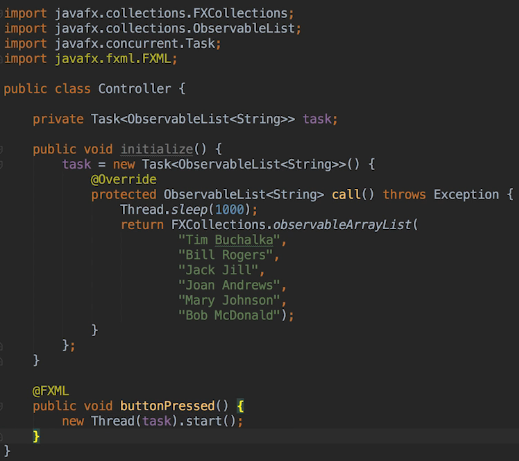 import javafx.collections.FXCollections;
import javafx.collections.ObservableList;
import javafx.concurrent.Task;
import javafx.fxml.FXML;

public class Controller {

    private Task<ObservableList<String>> task;

    public void initialize() {
        task = new Task<ObservableList<String>>() {
            @Override
            protected ObservableList<String> call() throws Exception {
                Thread.sleep(1000);
                return FXCollections.observableArrayList(
                        "Tim Buchalka",
                        "Bill Rogers",
                        "Jack Jill",
                        "Joan Andrews",
                        "Mary Johnson",
                        "Bob McDonald");
            }
        };
    }

    @FXML
    public void buttonPressed() {
        new Thread(task).start();
    }
}